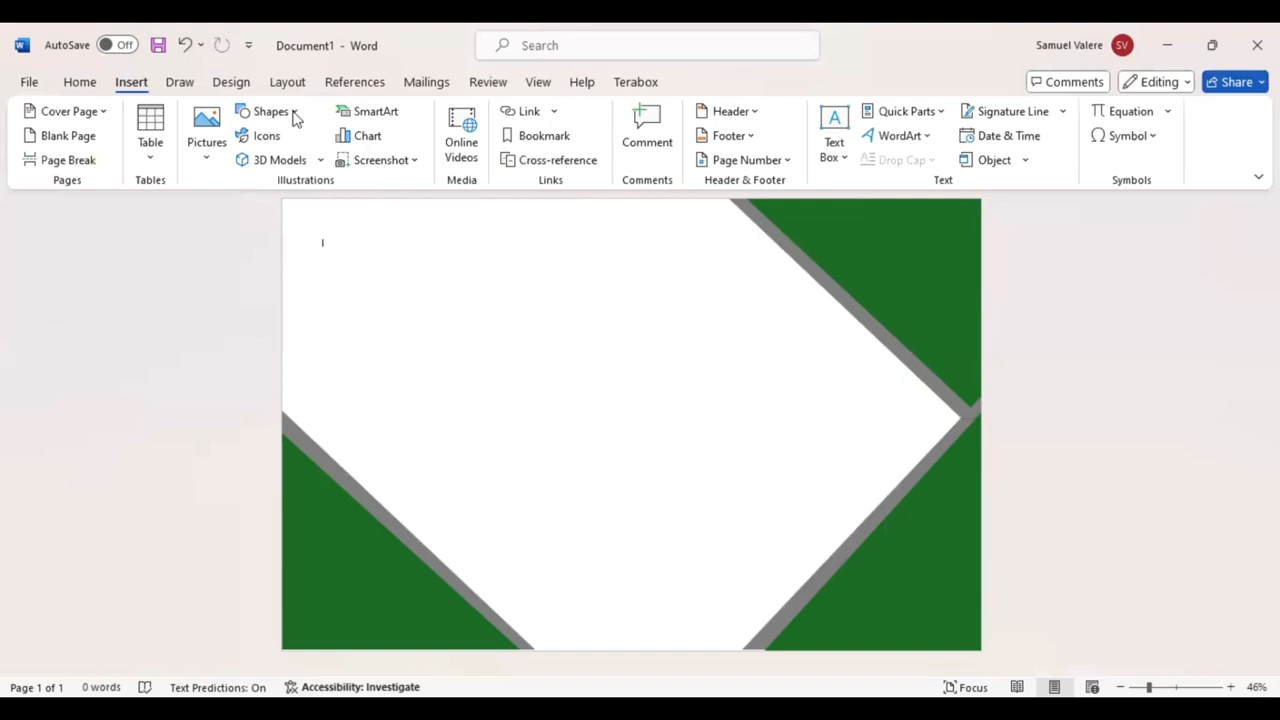 AutoSave Off Document1 - Word Search Samuel Valere SV
File Home Insert Draw Design Layout References Mailings Review View Help Terabox Comments Editing Share
Cover Page
Blank Page
Page Break
Pages
Table
Tables
Pictures
Shapes
Icons
3D Models
SmartArt
Chart
Screenshot
Illustrations
Online
Videos
Media
Link
Bookmark
Cross-reference
Links
Comment
Comments
Header
Footer
Page Number
Header & Footer
Text
Box
Quick Parts
WordArt
Drop Cap
Signature Line
Date & Time
Object
Text
Equation
Symbol
Symbols
Page 1 of 1 0 words Text Predictions: On Accessibility: Investigate Focus 46%